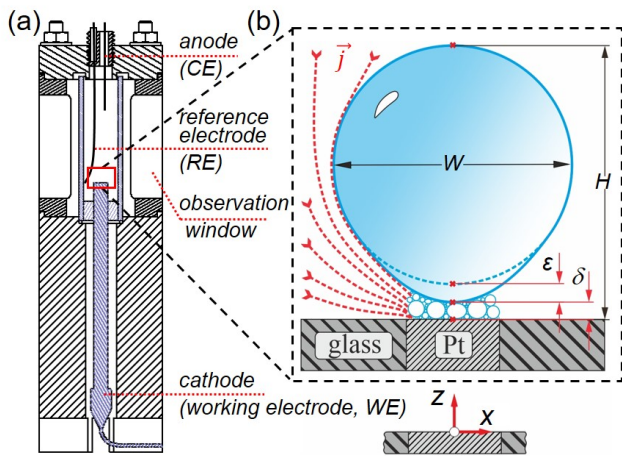 (a)
anode
(CE)
reference
electrode
(RE)
observation
window
cathode
(working electrode, WE)
(b)
j
W
H
ε
δ
glass
Pt
z
x